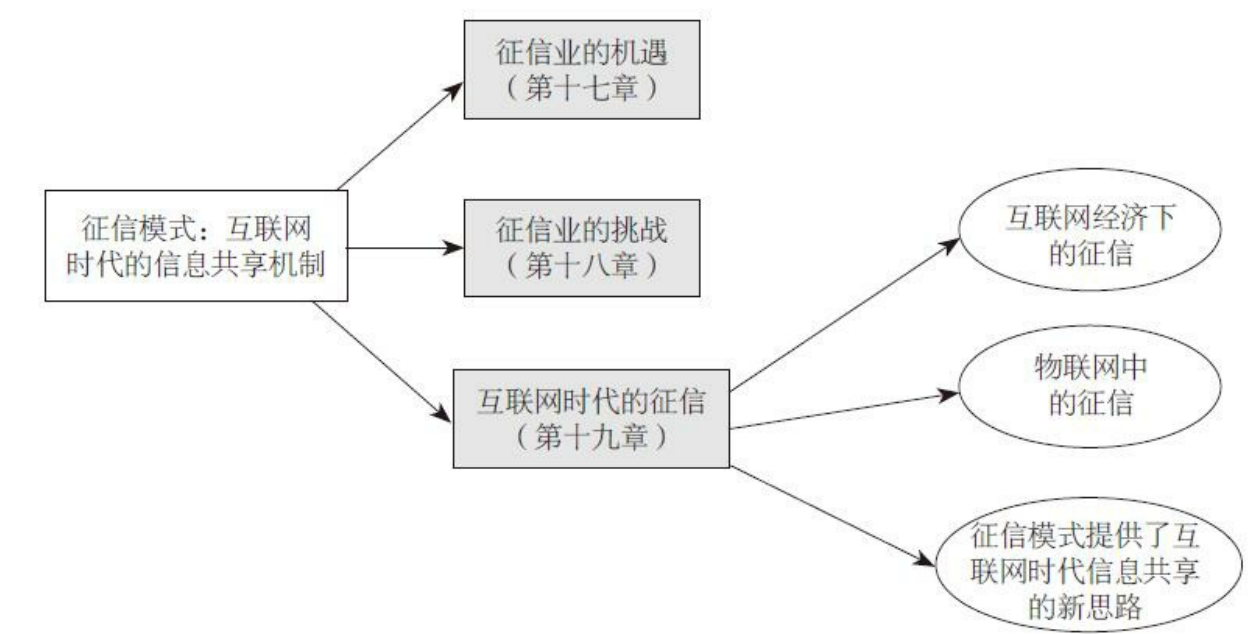 征信业的机遇
（第十七章）
征信模式：互联网
时代的信息共享机制
征信业的挑战
（第十八章）
互联网时代的征信
（第十九章）
互联网经济下
的征信
物联网中
的征信
征信模式提供了互
联网时代信息共享
的新思路